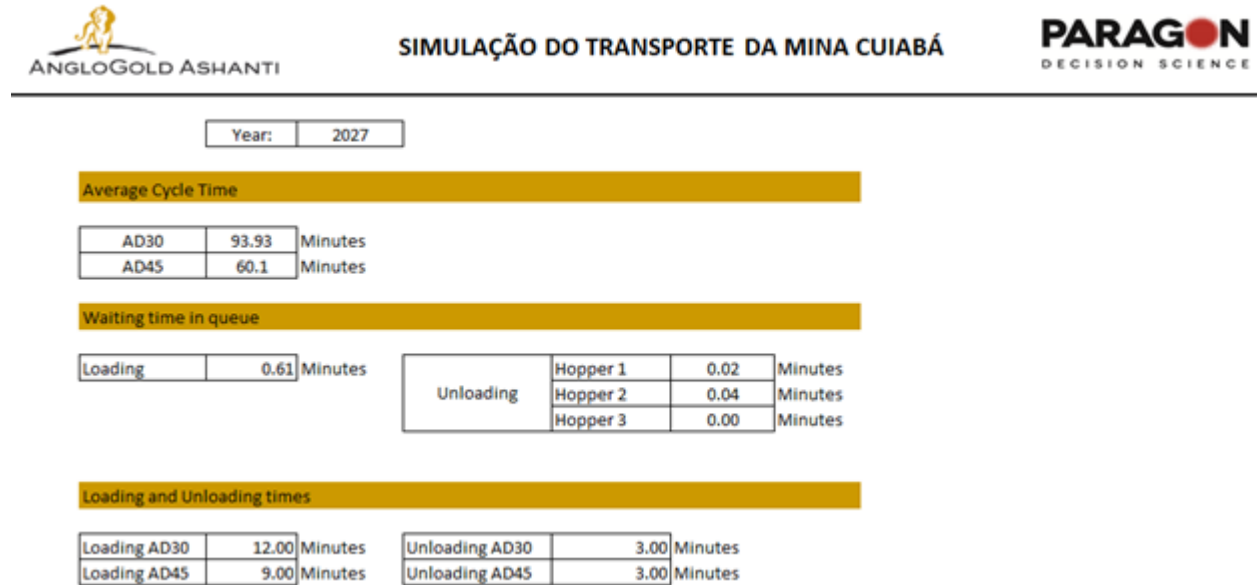 ANGLOGOLD ASHANTI
SIMULAÇÃO DO TRANSPORTE DA MINA CUIABÁ
PARAGON
DECISION SCIENCE
Year: 2027
Average Cycle Time
AD30 93.93 Minutes
AD45 60.1 Minutes
Waiting time in queue
Loading 0.61 Minutes
Unloading
Hopper 1 0.02 Minutes
Hopper 2 0.04 Minutes
Hopper 3 0.00 Minutes
Loading and Unloading times
Loading AD30 12.00 Minutes Unloading AD30 3.00 Minutes
Loading AD45 9.00 Minutes Unloading AD45 3.00 Minutes